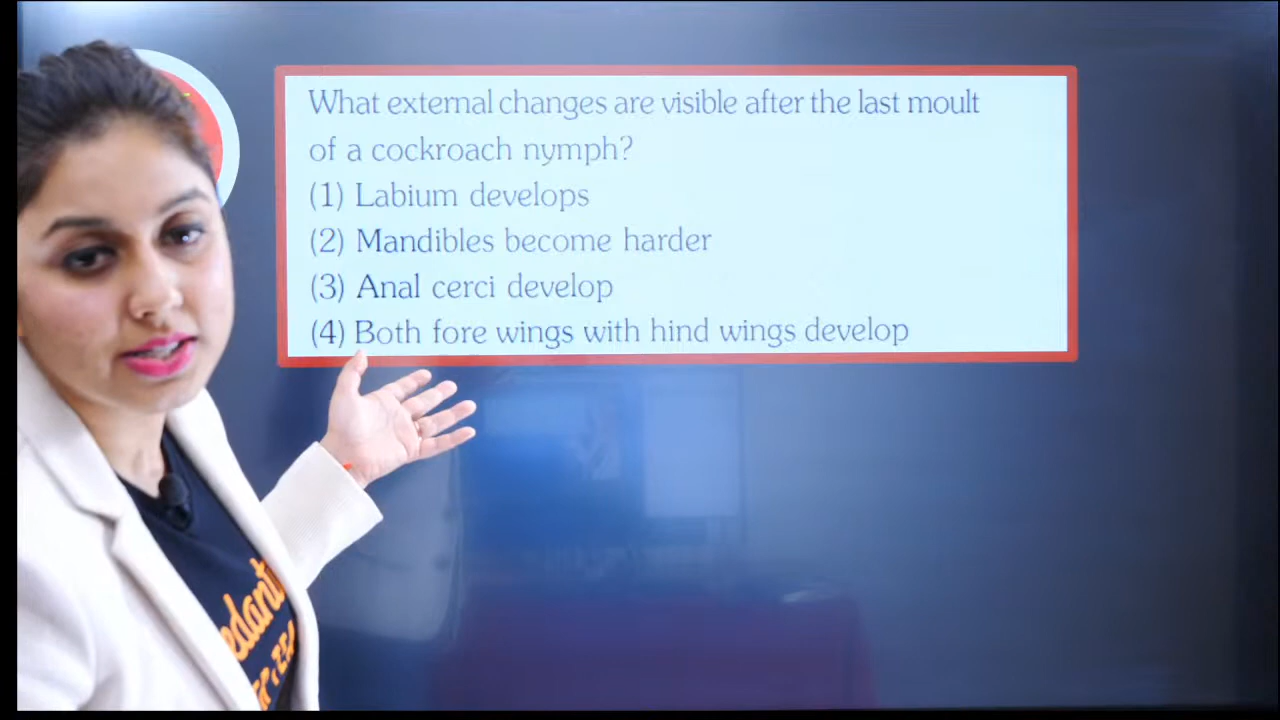 What external changes are visible after the last moult
of a cockroach nymph?
(1) Labium develops
(2) Mandibles become harder
(3) Anal cerci develop
(4) Both fore wings with hind wings develop